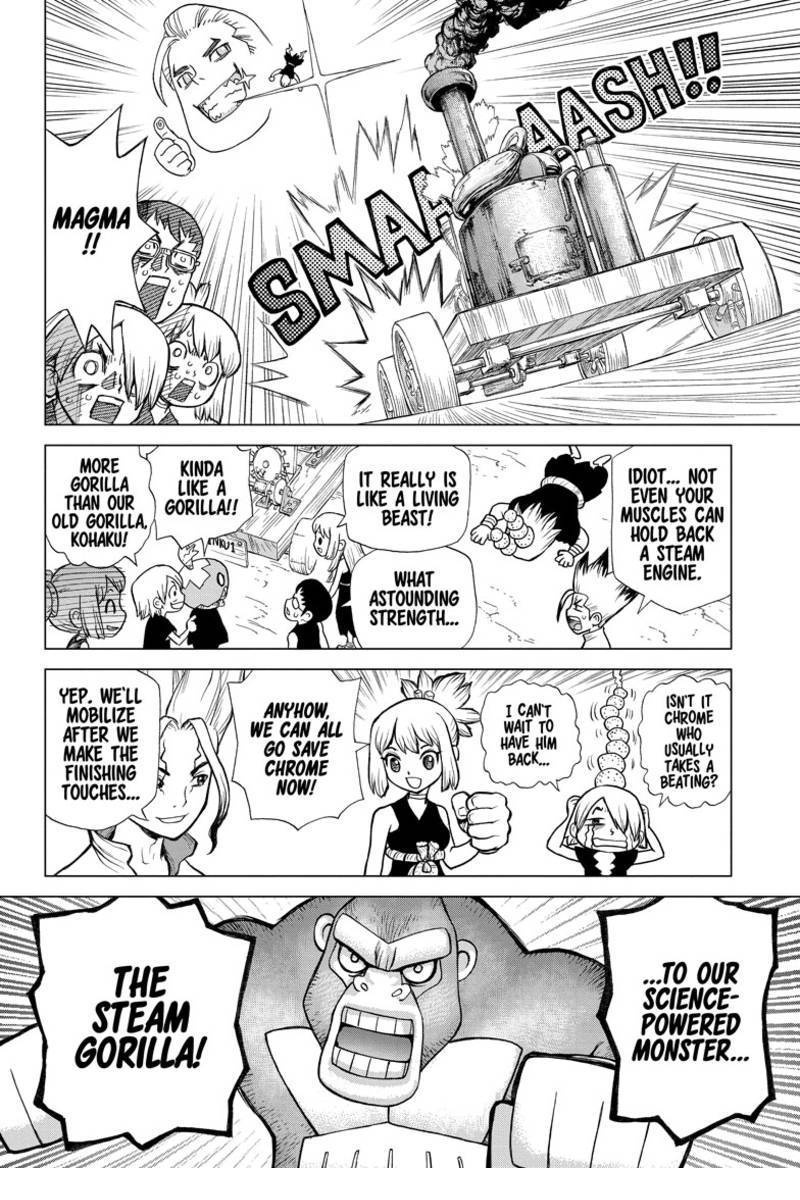 SMAAA
AAASH!!
MAGMA
!!
IDIOT... NOT
EVEN YOUR
MUSCLES CAN
HOLD BACK
A STEAM
ENGINE.
IT REALLY IS
LIKE A LIVING
BEAST!
WHAT
ASTOUNDING
STRENGTH...
KINDA
LIKE A
GORILLA!!
MORE
GORILLA
THAN OUR
OLD GORILLA,
KOHAKU!
ISN'T IT
CHROME
WHO
USUALLY
TAKES A
BEATING?
I CAN'T
WAIT TO
HAVE HIM
BACK...
ANYHOW,
WE CAN ALL
GO SAVE
CHROME
NOW!
YEP. WE'LL
MOBILIZE
AFTER WE
MAKE THE
FINISHING
TOUCHES...
...TO OUR
SCIENCE-
POWERED
MONSTER...
THE
STEAM
GORILLA!